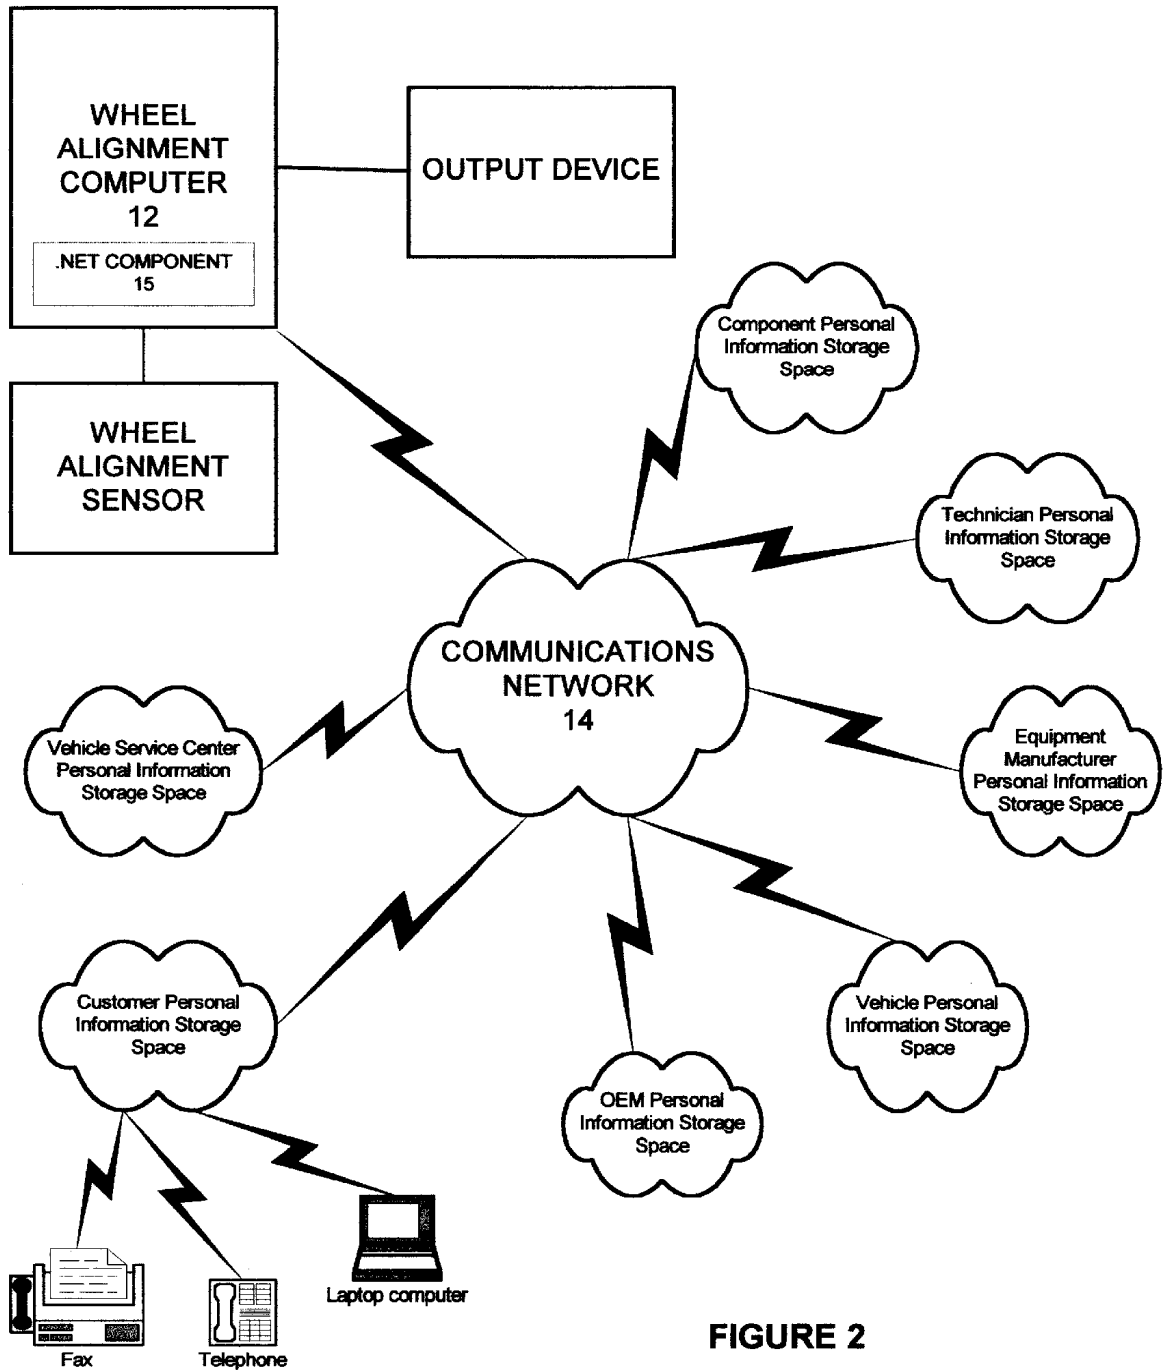 WHEEL
ALIGNMENT
COMPUTER
12
.NET COMPONENT
15
OUTPUT DEVICE
WHEEL
ALIGNMENT
SENSOR
Component Personal
Information Storage
Space
Technician Personal
Information Storage
Space
COMMUNICATIONS
NETWORK
14
Vehicle Service Center
Personal Information
Storage Space
Equipment
Manufacturer
Personal Information
Storage Space
Customer Personal
Information Storage
Space
Vehicle Personal
Information Storage
Space
OEM Personal
Information Storage
Space
Laptop computer
Fax
Telephone
FIGURE 2